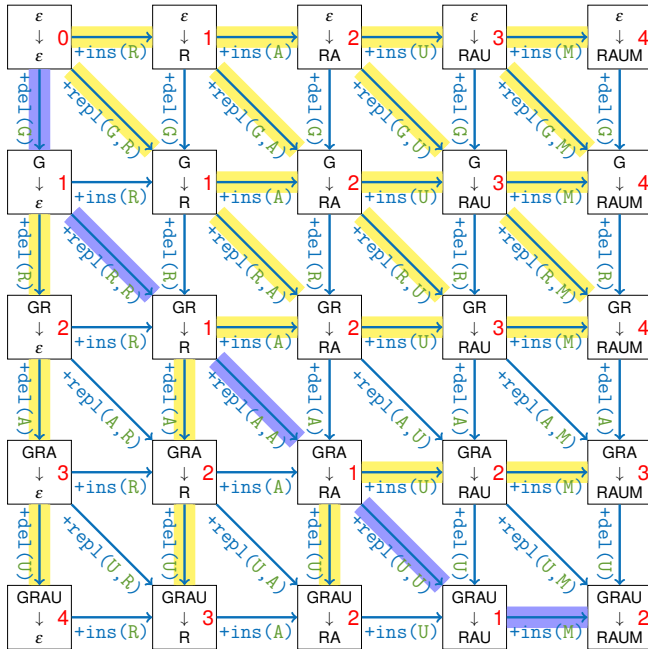 ε ε ε ε ε
↓ 0 ↓ 1 ↓ 2 ↓ 3 ↓ 4
ε +ins(R) R +ins(A) RA +ins(U) RAU +ins(M) RAUM
+del(G) +repl(G,R) +del(G) +repl(G,A) +del(G) +repl(G,U) +del(G) +repl(G,M) +del(G)
G G G G G
↓ 1 ↓ 1 ↓ 2 ↓ 3 ↓ 4
ε +ins(R) R +ins(A) RA +ins(U) RAU +ins(M) RAUM
+del(R) +repl(R,R) +del(R) +repl(R,A) +del(R) +repl(R,U) +del(R) +repl(R,M) +del(R)
GR GR GR GR GR
↓ 2 ↓ 1 ↓ 2 ↓ 3 ↓ 4
ε +ins(R) R +ins(A) RA +ins(U) RAU +ins(M) RAUM
+del(A) +repl(A,R) +del(A) +repl(A,A) +del(A) +repl(A,U) +del(A) +repl(A,M) +del(A)
GRA GRA GRA GRA GRA
↓ 3 ↓ 2 ↓ 1 ↓ 2 ↓ 3
ε +ins(R) R +ins(A) RA +ins(U) RAU +ins(M) RAUM
+del(U) +repl(U,R) +del(U) +repl(U,A) +del(U) +repl(U,U) +del(U) +repl(U,M) +del(U)
GRAU GRAU GRAU GRAU GRAU
↓ 4 ↓ 3 ↓ 2 ↓ 1 ↓ 2
ε +ins(R) R +ins(A) RA +ins(U) RAU +ins(M) RAUM